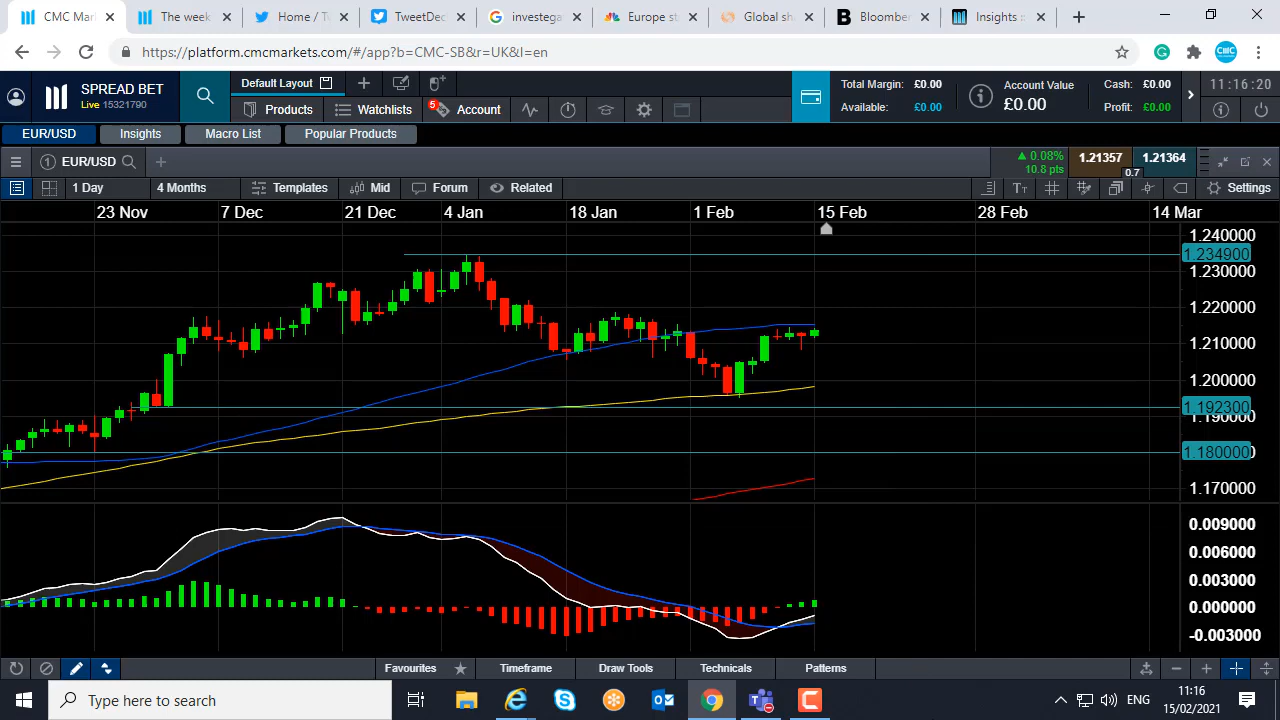 CMC Mar
The week
Home / Tw
TweetDec
investega
Europe st
Global sha
Bloomber
Insights
https://platform.cmcmarkets.com/#/app?b=CMC-SB&r=UK&l=en
SPREAD BET
Live 15321790
Default Layout
Products
Watchlists
5
Account
Total Margin: £0.00
Available: £0.00
Account Value
£0.00
Cash: £0.00
Profit: £0.00
11:16:20
EUR/USD
Insights
Macro List
Popular Products
1 EUR/USD
0.08%
10.8 pts
1.21357
0.7
1.21364
1 Day
4 Months
Templates
Mid
Forum
Related
Settings
23 Nov
7 Dec
21 Dec
4 Jan
18 Jan
1 Feb
15 Feb
28 Feb
14 Mar
1.240000
1.234900
1.230000
1.220000
1.210000
1.200000
1.192300
1.190000
1.180000
1.170000
0.009000
0.006000
0.003000
0.000000
-0.003000
Favourites
Timeframe
Draw Tools
Technicals
Patterns
Type here to search
ENG
11:16
15/02/2021